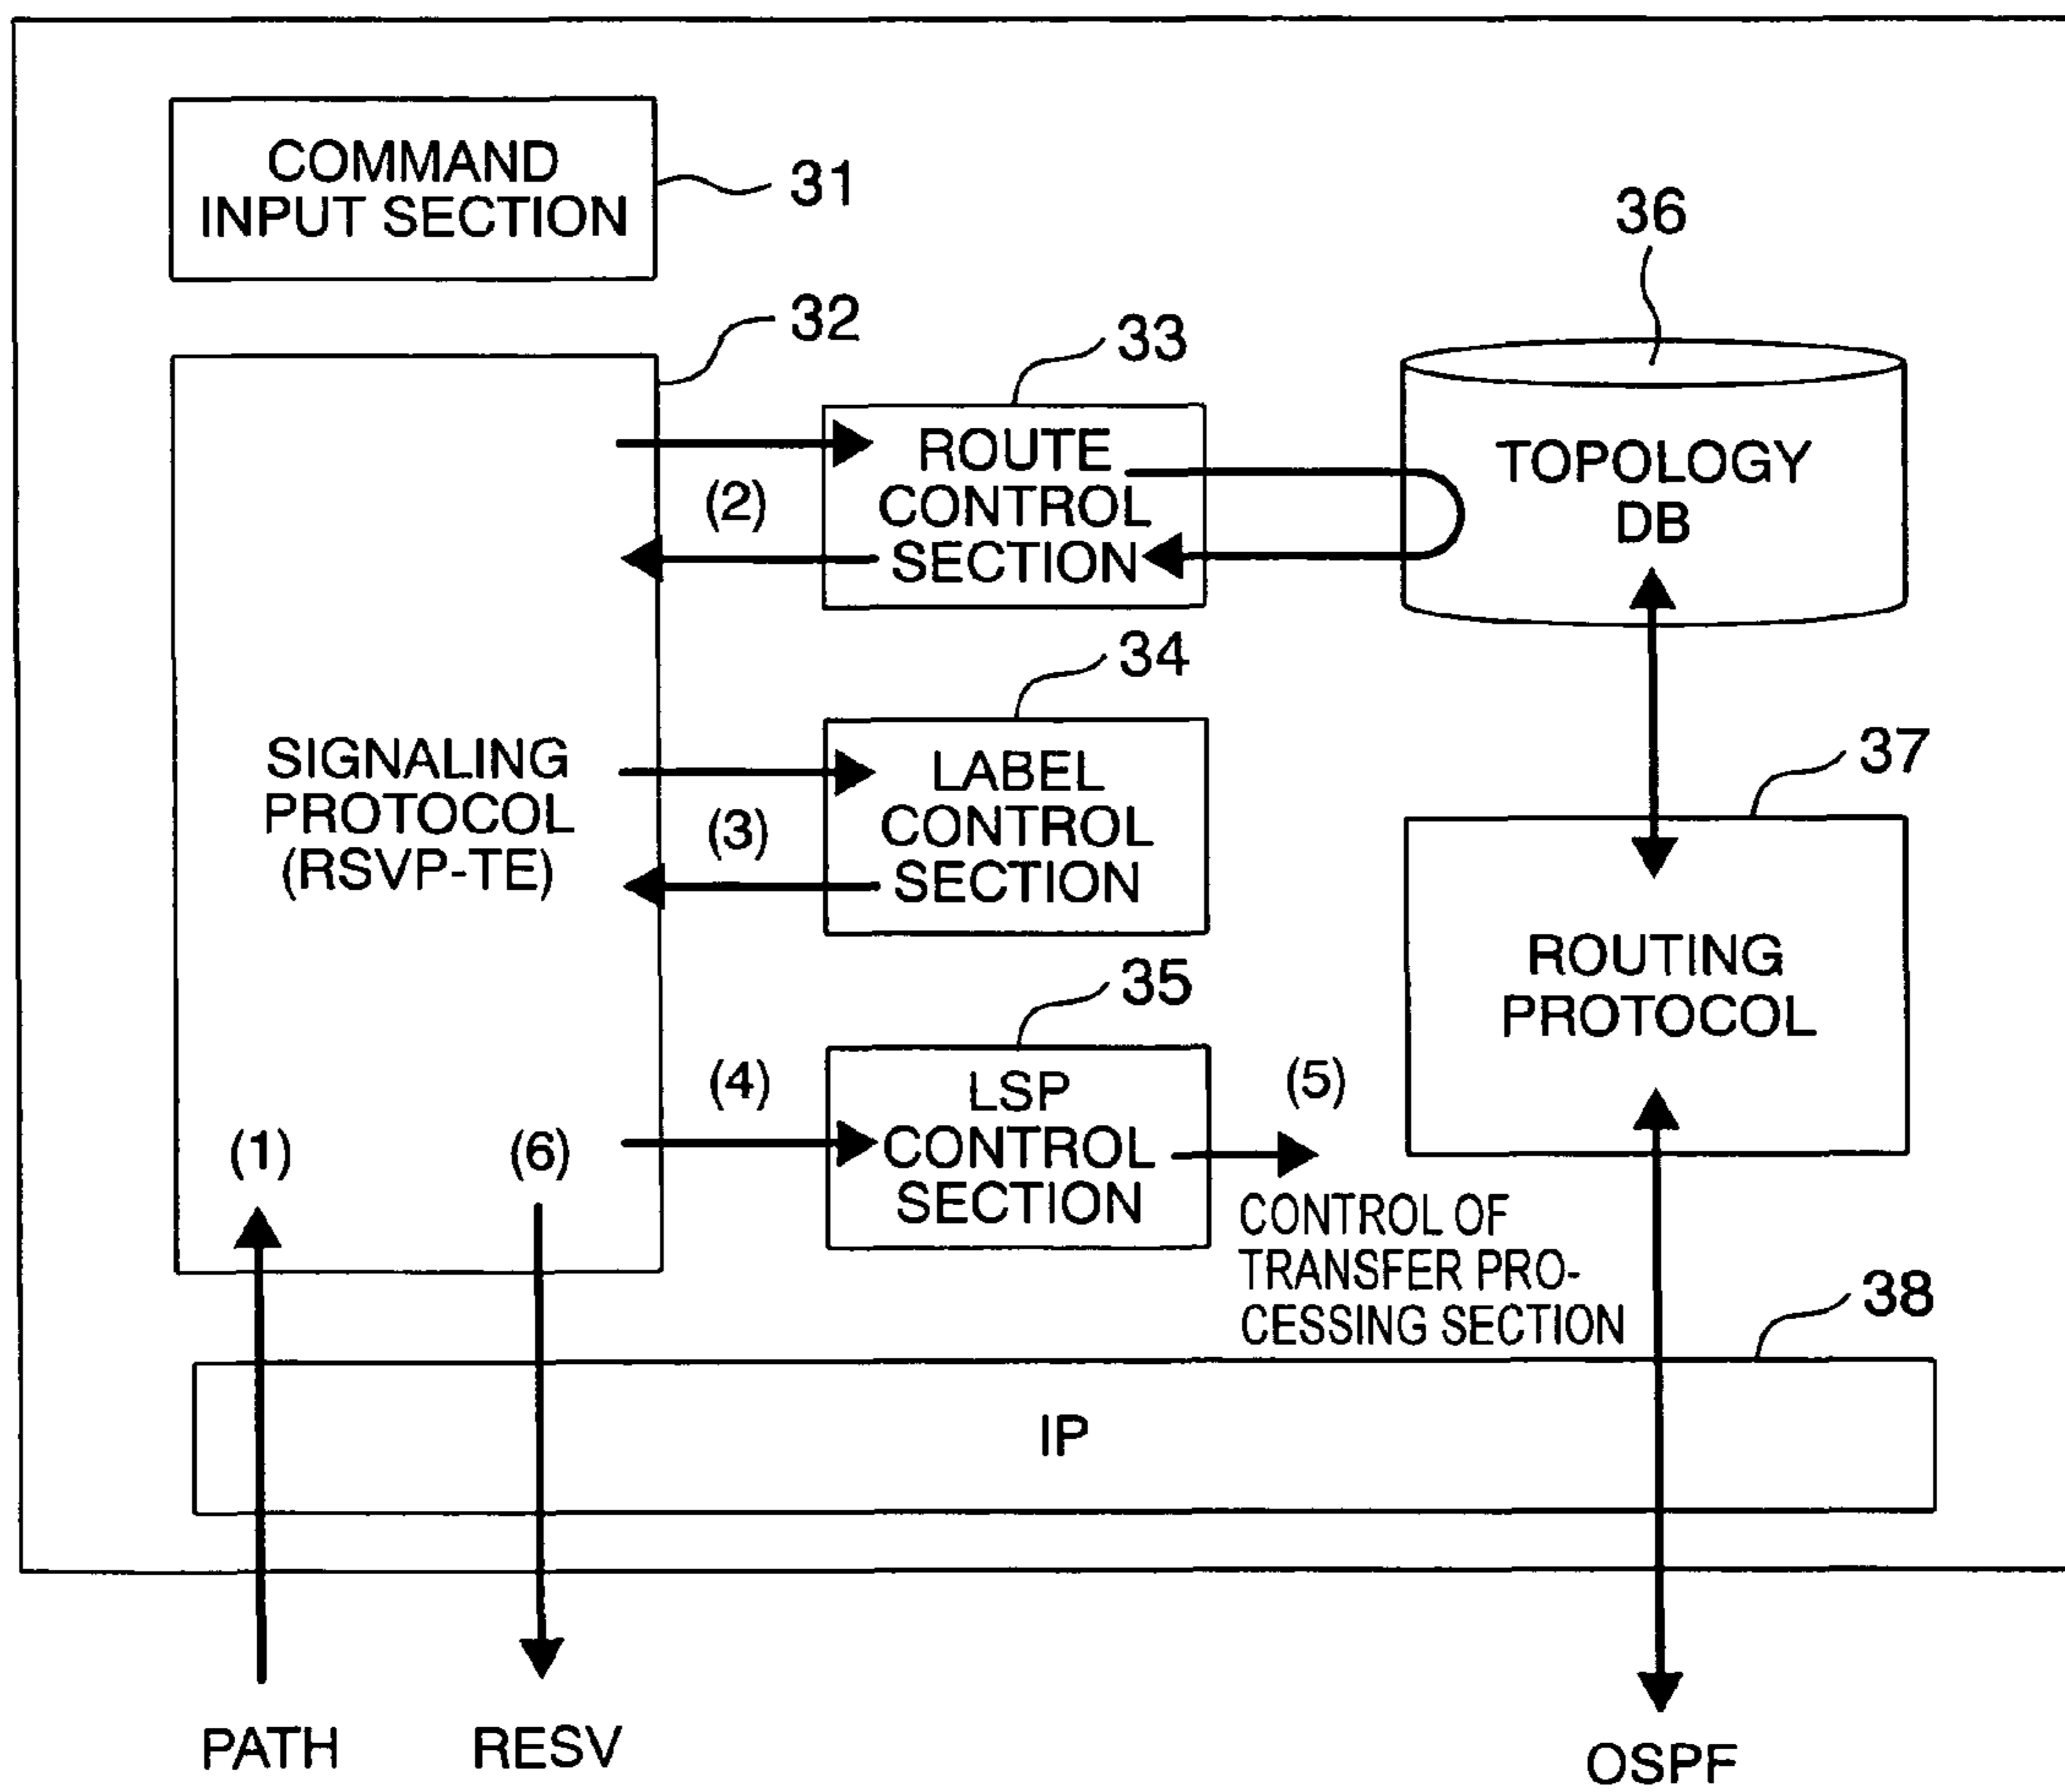 COMMAND
INPUT SECTION
31
32
33
36
ROUTE
CONTROL
SECTION
(2)
TOPOLOGY
DB
34
SIGNALING
PROTOCOL
(RSVP-TE)
LABEL
CONTROL
SECTION
(3)
37
ROUTING
PROTOCOL
35
(4)
LSP
CONTROL
SECTION
(5)
(1)
(6)
CONTROL OF
TRANSFER PRO-
CESSING SECTION
38
IP
PATH
RESV
OSPF